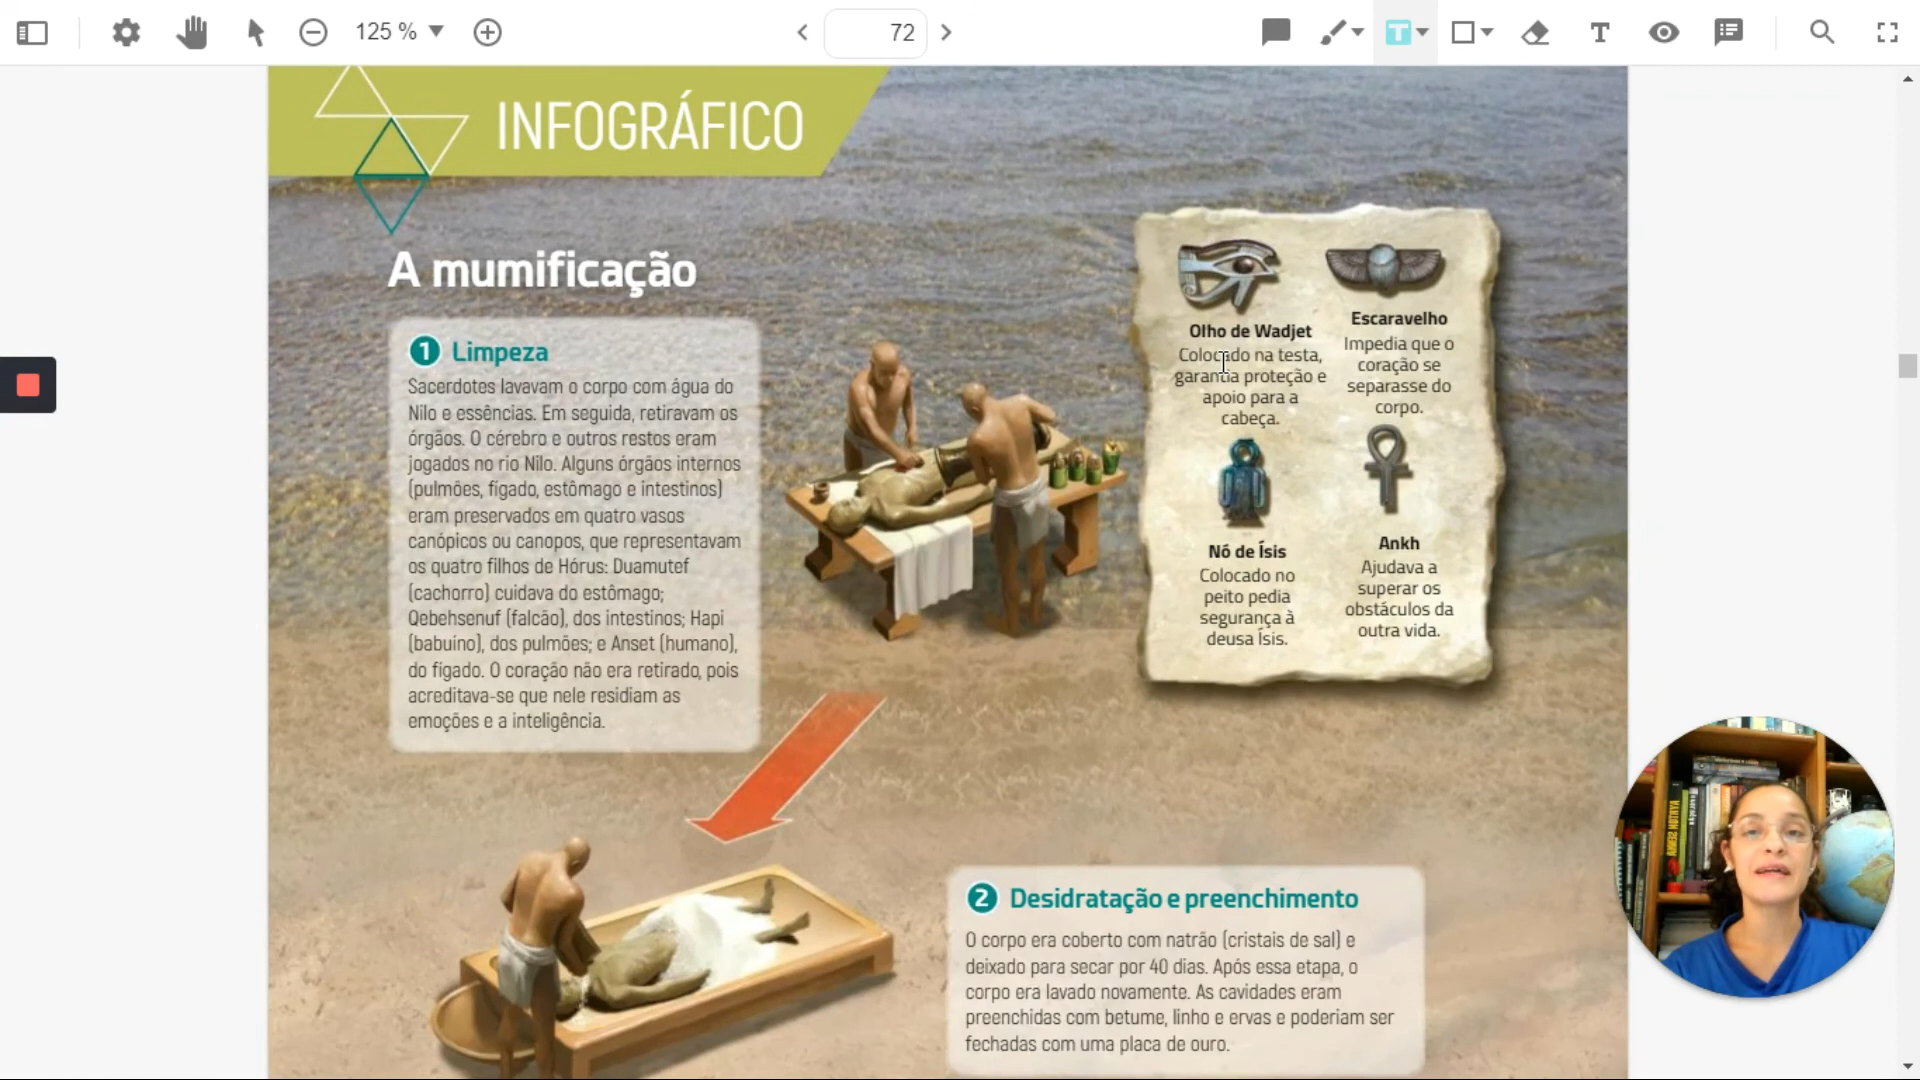 125 %
72
INFOGRÁFICO
A mumificação
1 Limpeza
Sacerdotes lavavam o corpo com água do
Nilo e essências. Em seguida, retiravam os
órgãos. O cérebro e outros restos eram
jogados no rio Nilo. Alguns órgãos internos
(pulmões, fígado, estômago e intestinos)
eram preservados em quatro vasos
canópicos ou canopos, que representavam
os quatro filhos de Hórus: Duamutef
(cachorro) cuidava do estômago;
Qebehsenuf (falcão), dos intestinos; Hapi
(babuíno), dos pulmões; e Anset (humano),
do fígado. O coração não era retirado, pois
acreditava-se que nele residiam as
emoções e a inteligência.
Olho de Wadjet
Colocado na testa,
garantia proteção e
apoio para a
cabeça.
Escaravelho
Impedia que o
coração se
separasse do
corpo.
Nó de Ísis
Colocado no
peito pedia
segurança à
deusa Ísis.
Ankh
Ajudava a
superar os
obstáculos da
outra vida.
2 Desidratação e preenchimento
O corpo era coberto com natrão (cristais de sal) e
deixado para secar por 40 dias. Após essa etapa, o
corpo era lavado novamente. As cavidades eram
preenchidas com betume, linho e ervas e poderiam ser
fechadas com uma placa de ouro.